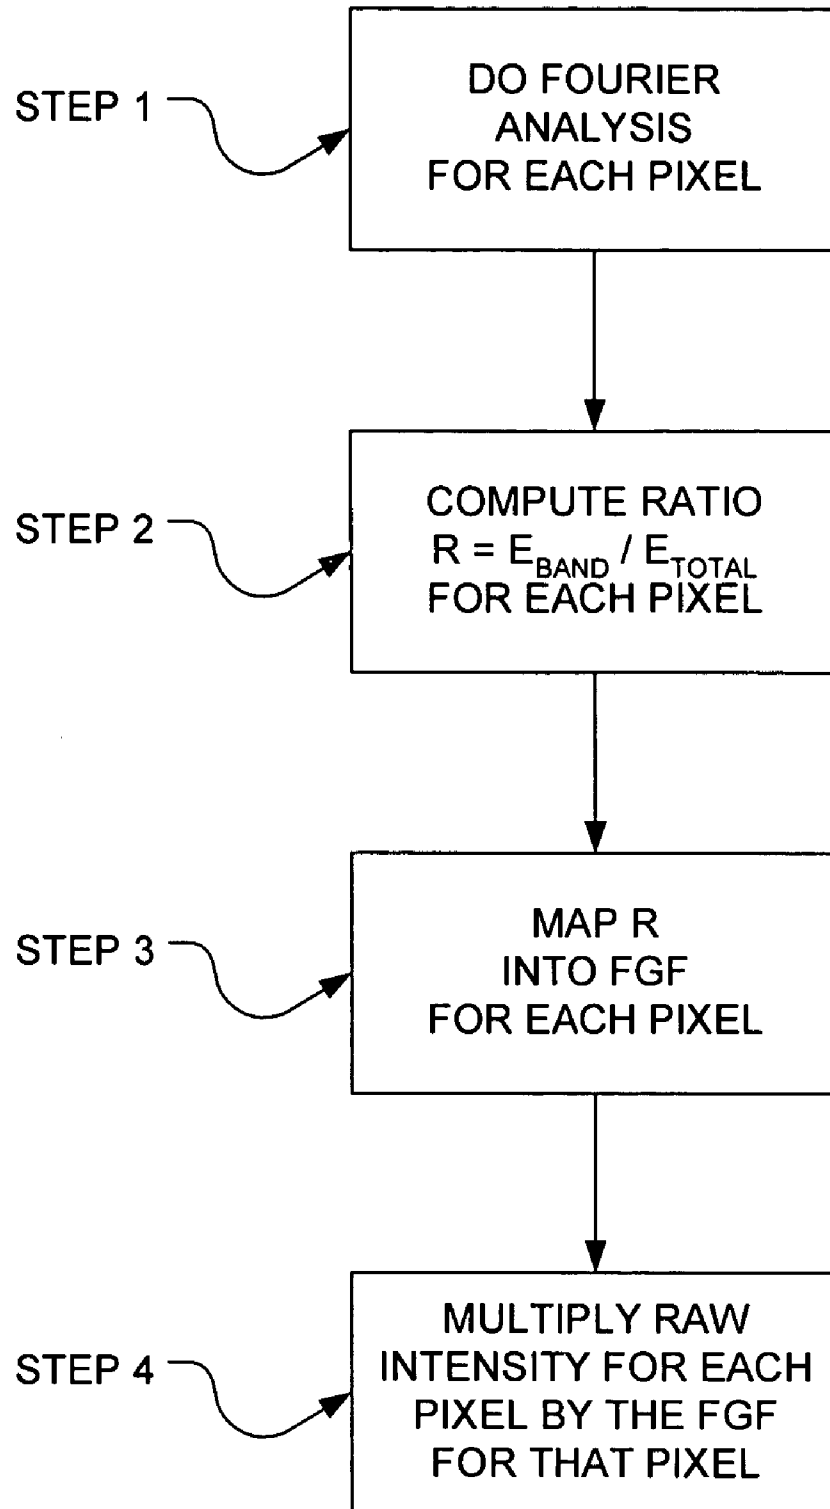 STEP 1
DO FOURIER
ANALYSIS
FOR EACH PIXEL
STEP 2
COMPUTE RATIO
R = E_BAND / E_TOTAL
FOR EACH PIXEL
STEP 3
MAP R
INTO FGF
FOR EACH PIXEL
STEP 4
MULTIPLY RAW
INTENSITY FOR EACH
PIXEL BY THE FGF
FOR THAT PIXEL